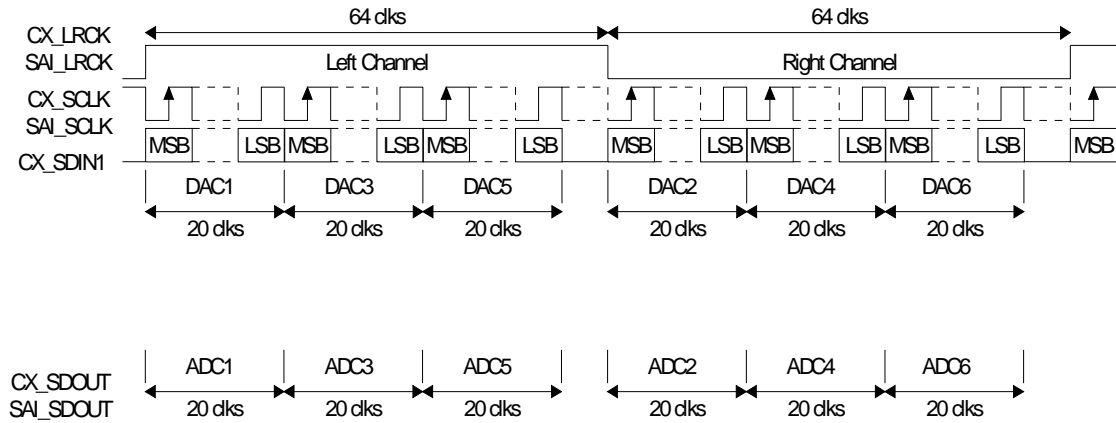 64 clks 64 clks
CX_LRCK
SAI_LRCK Left Channel Right Channel
CX_SCLK
SAI_SCLK
CX_SDIN1 MSB LSB MSB LSB MSB LSB MSB LSB MSB LSB MSB LSB MSB
DAC1 DAC3 DAC5 DAC2 DAC4 DAC6
20 clks 20 clks 20 clks 20 clks 20 clks 20 clks
ADC1 ADC3 ADC5 ADC2 ADC4 ADC6
CX_SDOUT
SAI_SDOUT 20 clks 20 clks 20 clks 20 clks 20 clks 20 clks